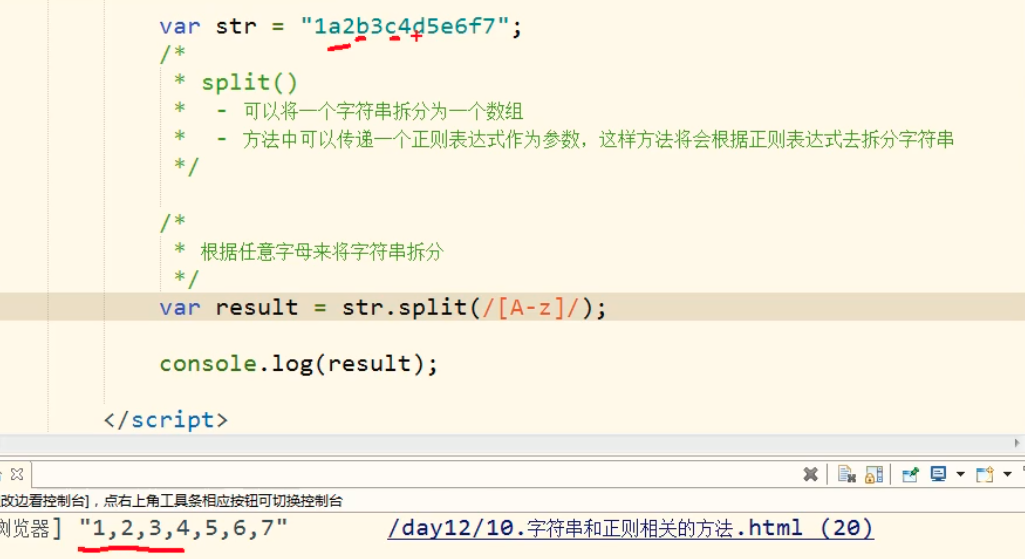 var str = "1a2b3c4d5e6f7";
/*
* split()
* - 可以将一个字符串拆分为一个数组
* - 方法中可以传递一个正则表达式作为参数，这样方法将会根据正则表达式去拆分字符串
*/
/*
* 根据任意字母来将字符串拆分
*/
var result = str.split(/[A-z]/);
console.log(result);
</script>
改边看控制台]，点右上角工具条相应按钮可切换控制台
浏览器] "1,2,3,4,5,6,7" /day12/10.字符串和正则相关的方法.html (20)